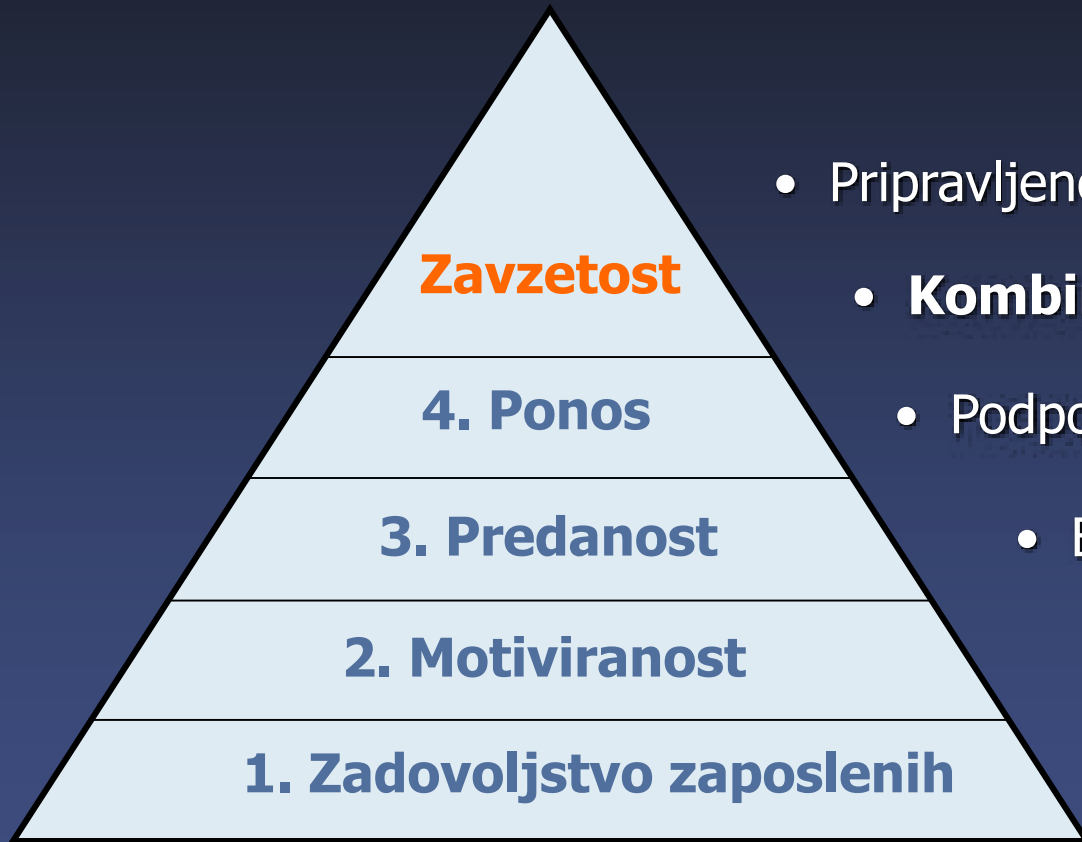 • Pripravljen
Zavzetost
• Kombi
4. Ponos
• Podpo
3. Predanost
•
2. Motiviranost
1. Zadovoljstvo zaposlenih